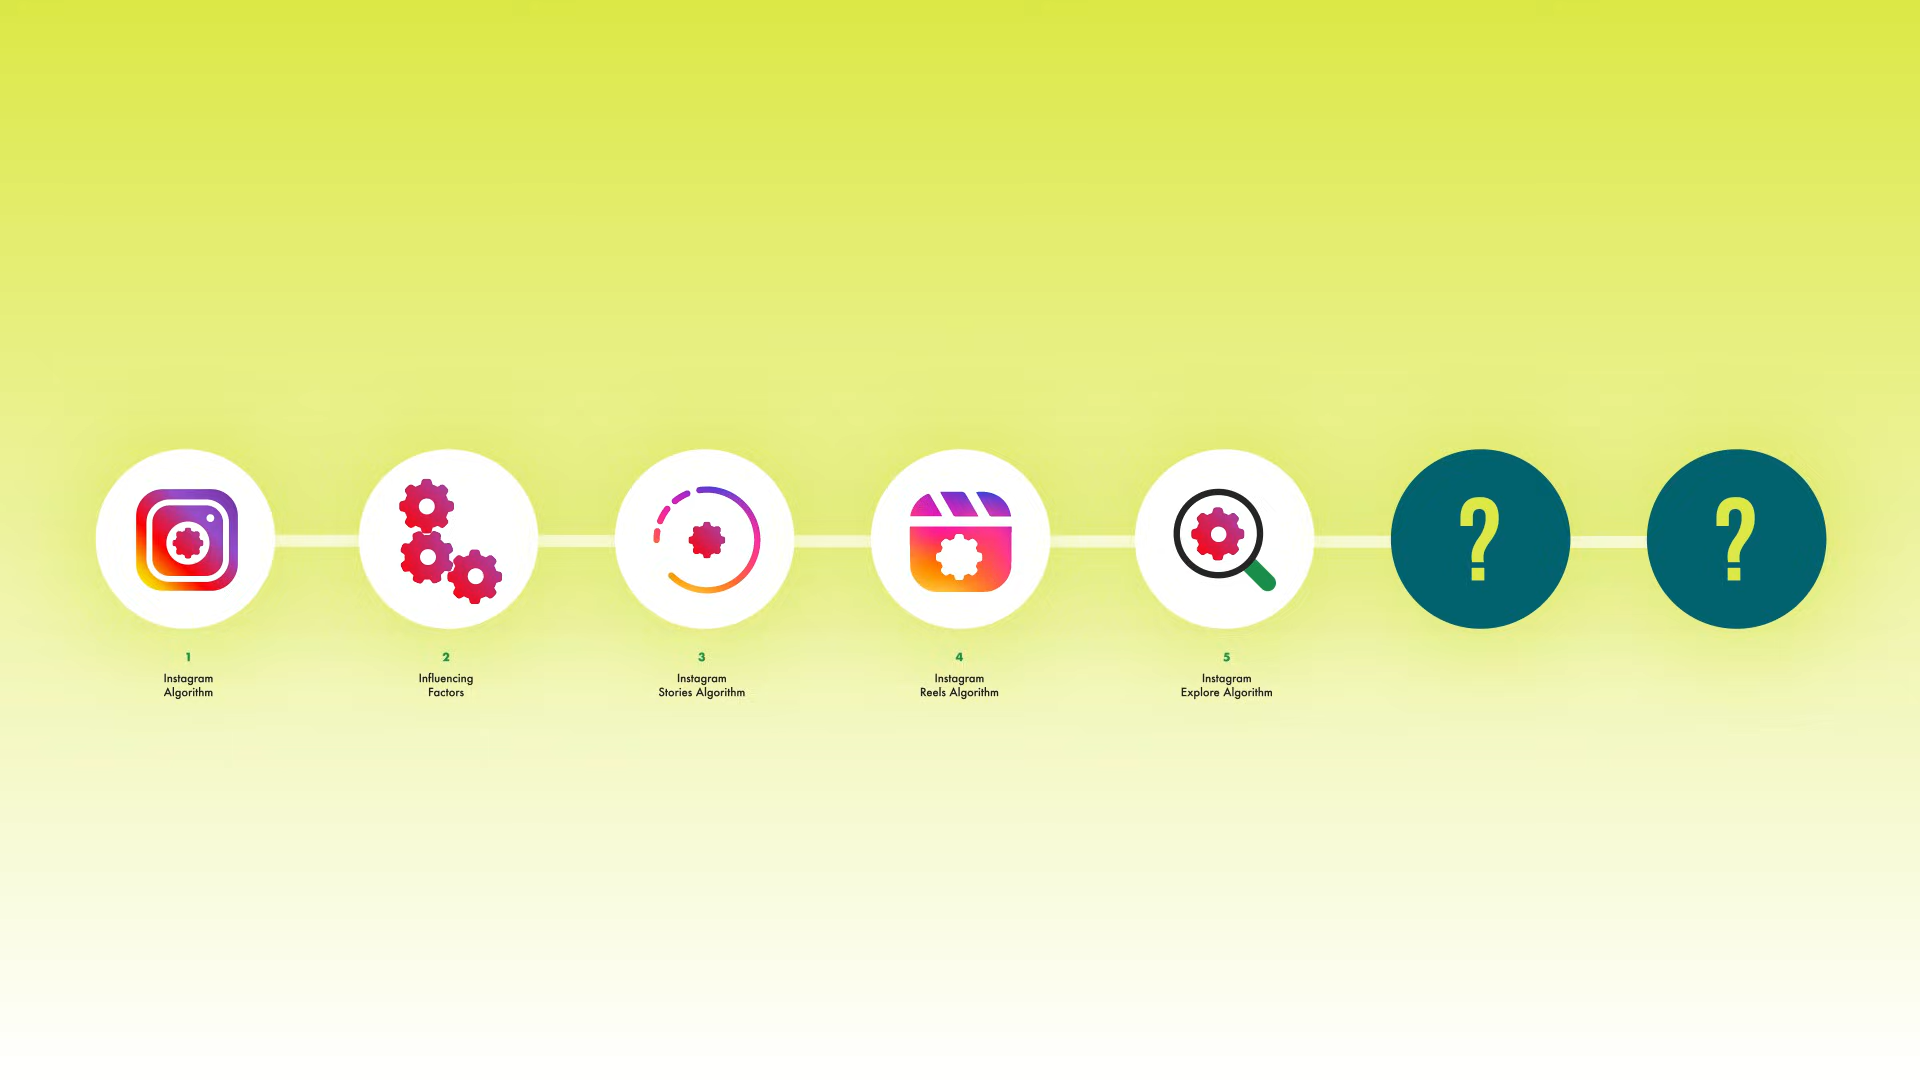 ?
?
1
Instagram
Algorithm
2
Influencing
Factors
3
Instagram
Stories Algorithm
4
Instagram
Reels Algorithm
5
Instagram
Explore Algorithm